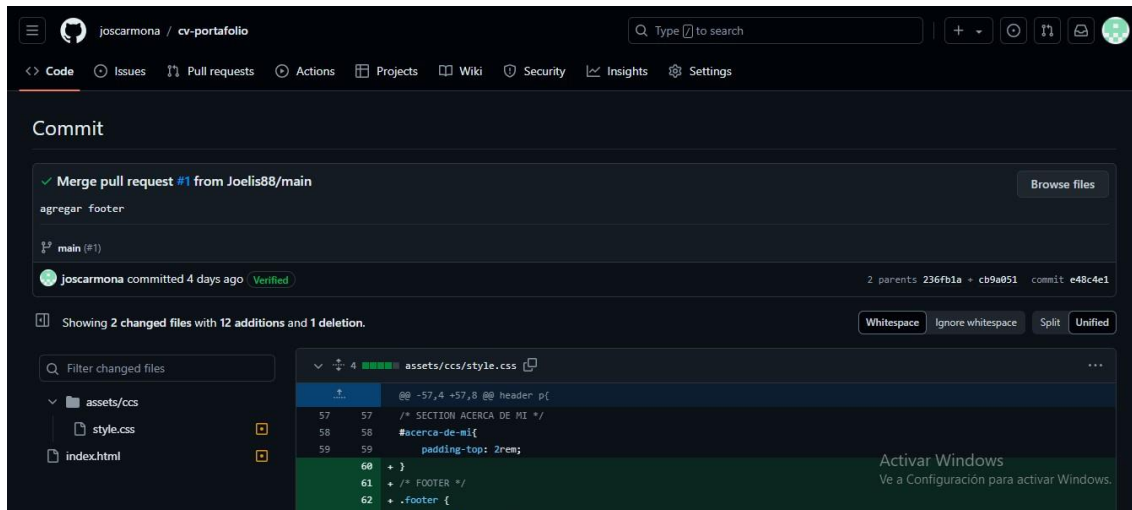 joscarmona / cv-portafolio
Type / to search
<> Code Issues Pull requests Actions Projects Wiki Security Insights Settings
Commit
Merge pull request #1 from Joelis88/main
Browse files
agregar footer
main (#1)
joscarmona committed 4 days ago Verified
2 parents 236fb1a + cb9a051 commit e48c4e1
Showing 2 changed files with 12 additions and 1 deletion.
Whitespace Ignore whitespace Split Unified
Filter changed files
4 assets/ccs/style.css
assets/ccs
@@ -57,4 +57,8 @@ header p{
57 57 /* SECTION ACERCA DE MI */
style.css
58 58 #acerca-de-mi{
59 59 padding-top: 2rem;
index.html
60 + }
61 + /* FOOTER */
62 + .footer {
Activar Windows
Ve a Configuración para activar Windows.